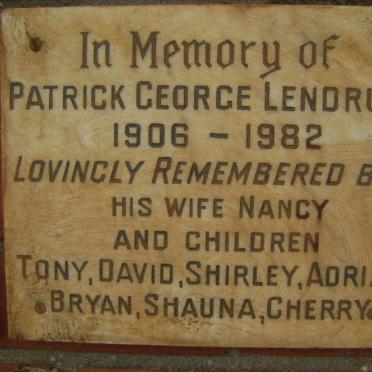 In Memory of
PATRICK GEORGE LENDRU
1906 – 1982
LOVINGLY REMEMBERED B
HIS WIFE NANCY
AND CHILDREN
TONY, DAVID, SHIRLEY, ADRIA
BRYAN, SHAUNA, CHERRY.